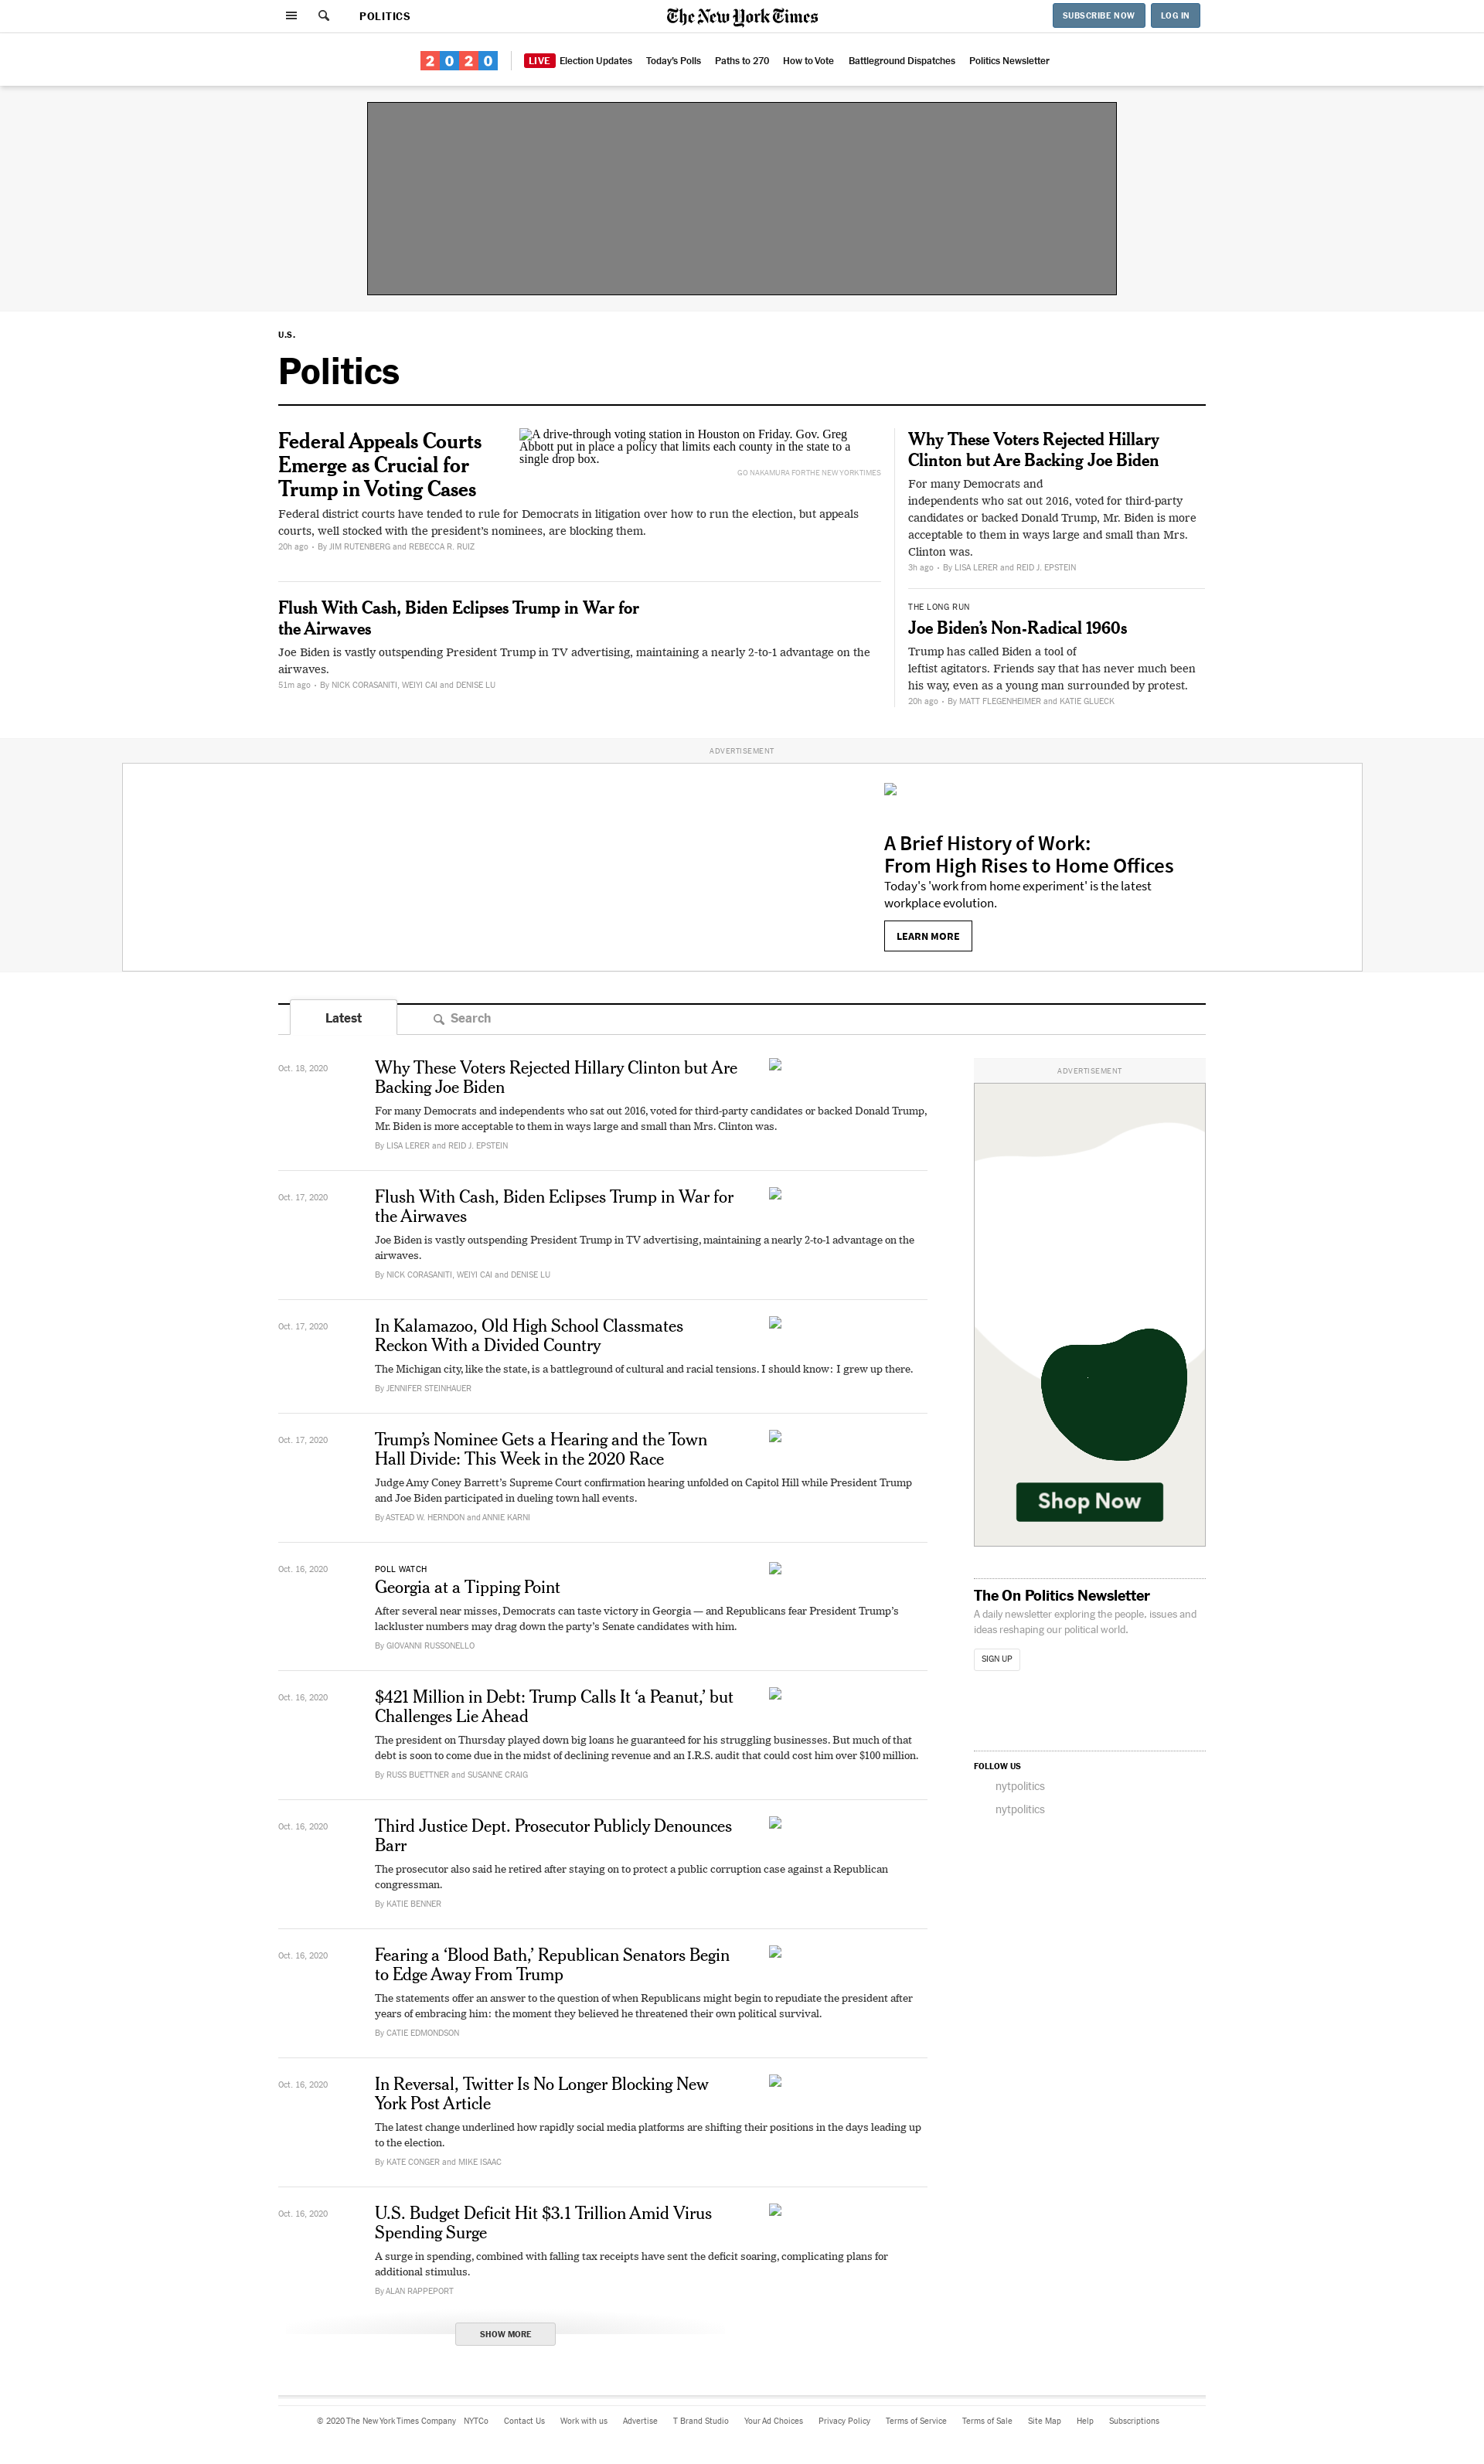 POLITICS
The New York Times
SUBSCRIBE NOW
LOG IN
2020
LIVE Election Updates
Today's Polls
Paths to 270
How to Vote
Battleground Dispatches
Politics Newsletter
U.S.
Politics
Federal Appeals Courts
Emerge as Crucial for
Trump in Voting Cases
A drive-through voting station in Houston on Friday. Gov. Greg
Abbott put in place a policy that limits each county in the state to a
single drop box.
GO NAKAMURA FOR THE NEW YORK TIMES
Federal district courts have tended to rule for Democrats in litigation over how to run the election, but appeals
courts, well stocked with the president's nominees, are blocking them.
20h ago • By JIM RUTENBERG and REBECCA R. RUIZ
Flush With Cash, Biden Eclipses Trump in War for
the Airwaves
Joe Biden is vastly outspending President Trump in TV advertising, maintaining a nearly 2-to-1 advantage on the
airwaves.
51m ago • By NICK CORASANITI, WEIYI CAI and DENISE LU
Why These Voters Rejected Hillary
Clinton but Are Backing Joe Biden
For many Democrats and
independents who sat out 2016, voted for third-party
candidates or backed Donald Trump, Mr. Biden is more
acceptable to them in ways large and small than Mrs.
Clinton was.
3h ago • By LISA LERER and REID J. EPSTEIN
THE LONG RUN
Joe Biden’s Non-Radical 1960s
Trump has called Biden a tool of
leftist agitators. Friends say that has never much been
his way, even as a young man surrounded by protest.
20h ago • By MATT FLEGENHEIMER and KATIE GLUECK
ADVERTISEMENT
A Brief History of Work:
From High Rises to Home Offices
Today's 'work from home experiment' is the latest
workplace evolution.
LEARN MORE
Latest
Search
Oct. 18, 2020
Why These Voters Rejected Hillary Clinton but Are
Backing Joe Biden
For many Democrats and independents who sat out 2016, voted for third-party candidates or backed Donald Trump,
Mr. Biden is more acceptable to them in ways large and small than Mrs. Clinton was.
By LISA LERER and REID J. EPSTEIN
Oct. 17, 2020
Flush With Cash, Biden Eclipses Trump in War for
the Airwaves
Joe Biden is vastly outspending President Trump in TV advertising, maintaining a nearly 2-to-1 advantage on the
airwaves.
By NICK CORASANITI, WEIYI CAI and DENISE LU
Oct. 17, 2020
In Kalamazoo, Old High School Classmates
Reckon With a Divided Country
The Michigan city, like the state, is a battleground of cultural and racial tensions. I should know: I grew up there.
By JENNIFER STEINHAUER
Oct. 17, 2020
Trump’s Nominee Gets a Hearing and the Town
Hall Divide: This Week in the 2020 Race
Judge Amy Coney Barrett’s Supreme Court confirmation hearing unfolded on Capitol Hill while President Trump
and Joe Biden participated in dueling town hall events.
By ASTEAD W. HERNDON and ANNIE KARNI
Oct. 16, 2020
POLL WATCH
Georgia at a Tipping Point
After several near misses, Democrats can taste victory in Georgia — and Republicans fear President Trump’s
lackluster numbers may drag down the party’s Senate candidates with him.
By GIOVANNI RUSSONELLO
Oct. 16, 2020
$421 Million in Debt: Trump Calls It ‘a Peanut,’ but
Challenges Lie Ahead
The president on Thursday played down big loans he guaranteed for his struggling businesses. But much of that
debt is soon to come due in the midst of declining revenue and an I.R.S. audit that could cost him over $100 million.
By RUSS BUETTNER and SUSANNE CRAIG
Oct. 16, 2020
Third Justice Dept. Prosecutor Publicly Denounces
Barr
The prosecutor also said he retired after staying on to protect a public corruption case against a Republican
congressman.
By KATIE BENNER
Oct. 16, 2020
Fearing a ‘Blood Bath,’ Republican Senators Begin
to Edge Away From Trump
The statements offer an answer to the question of when Republicans might begin to repudiate the president after
years of embracing him: the moment they believed he threatened their own political survival.
By CATIE EDMONDSON
Oct. 16, 2020
In Reversal, Twitter Is No Longer Blocking New
York Post Article
The latest change underlined how rapidly social media platforms are shifting their positions in the days leading up
to the election.
By KATE CONGER and MIKE ISAAC
Oct. 16, 2020
U.S. Budget Deficit Hit $3.1 Trillion Amid Virus
Spending Surge
A surge in spending, combined with falling tax receipts have sent the deficit soaring, complicating plans for
additional stimulus.
By ALAN RAPPEPORT
SHOW MORE
ADVERTISEMENT
Shop Now
The On Politics Newsletter
A daily newsletter exploring the people, issues and
ideas reshaping our political world.
SIGN UP
FOLLOW US
nytpolitics
nytpolitics
© 2020 The New York Times Company NYTCo Contact Us Work with us Advertise T Brand Studio Your Ad Choices Privacy Policy Terms of Service Terms of Sale Site Map Help Subscriptions